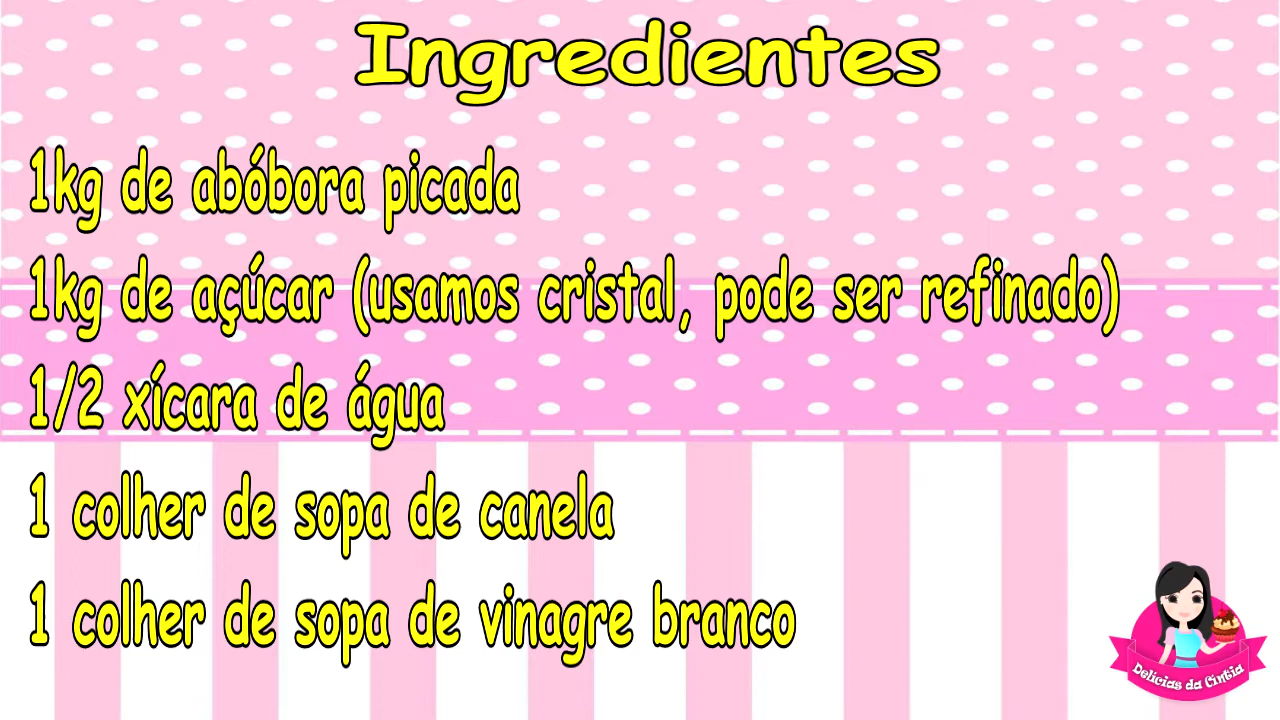 Ingredientes
1kg de abóbora picada
1kg de açúcar (usamos cristal, pode ser refinado)
1/2 xícara de água
1 colher de sopa de canela
1 colher de sopa de vinagre branco
Delícias da Cíntia